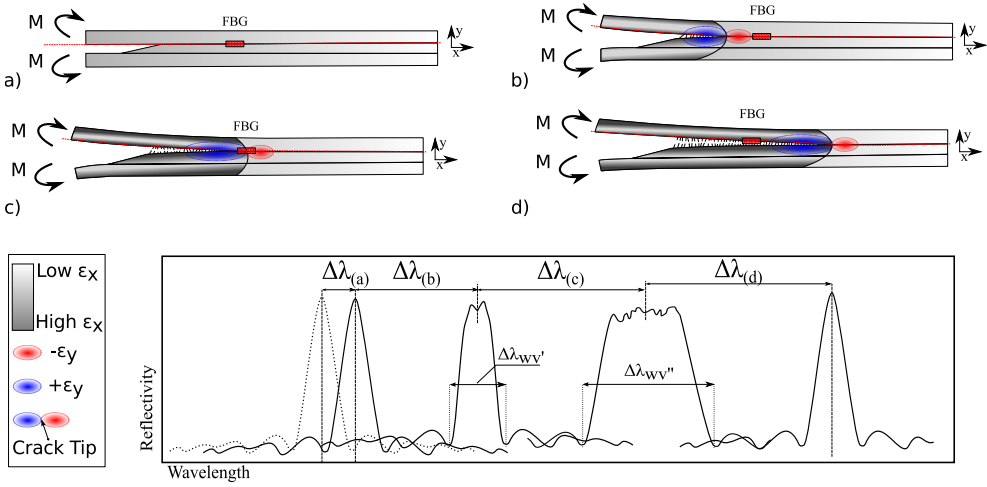 M
FBG
M
y
x
a)
M
FBG
M
y
x
b)
M
FBG
M
y
x
c)
M
FBG
M
y
x
d)
Low εx
High εx
-εy
+εy
Crack Tip
Δλ(a)
Δλ(b)
Δλ(c)
Δλ(d)
Δλwv'
Δλwv"
Reflectivity
Wavelength